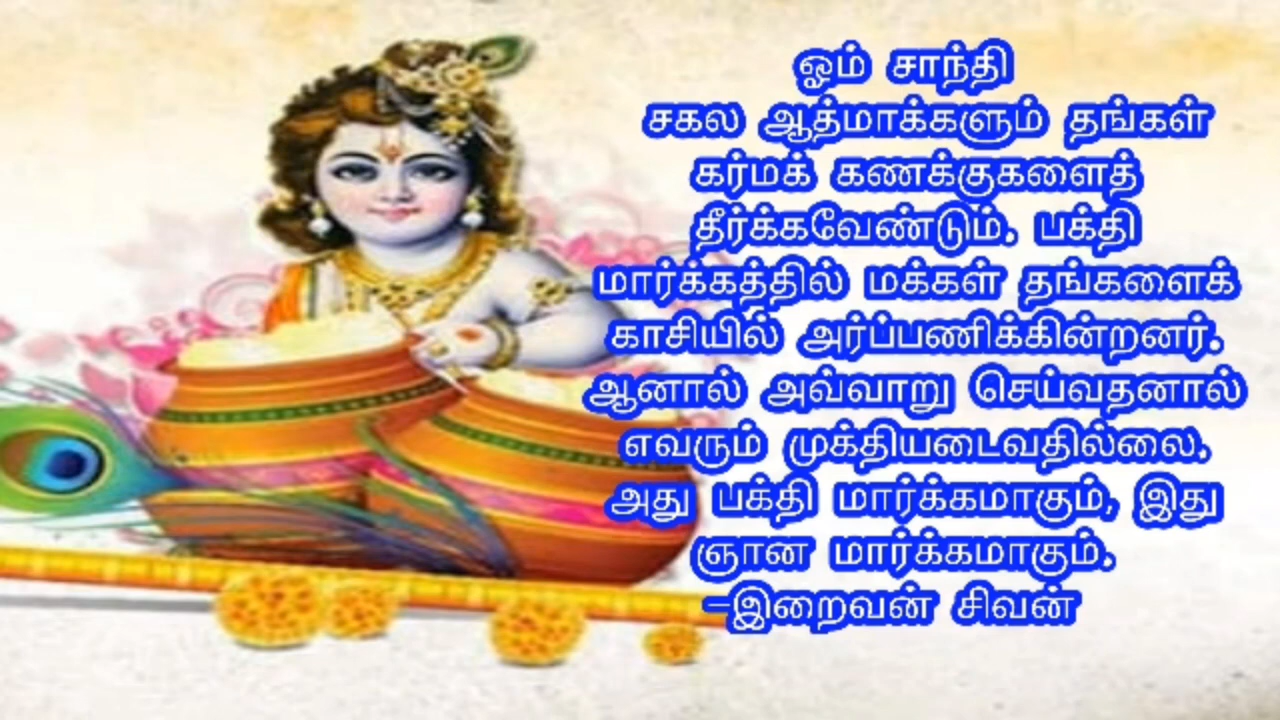 ஓம் சாந்தி
சகல ஆத்மாக்களும் தங்கள்
கர்மக் கணக்குகளைத்
தீர்க்கவேண்டும். பக்தி
மார்க்கத்தில் மக்கள் தங்களைக்
காசியில் அர்ப்பணிக்கின்றனர்.
ஆனால் அவ்வாறு செய்வதனால்
எவரும் முக்தியடைவதில்லை.
அது பக்தி மார்க்கமாகும், இது
ஞான மார்க்கமாகும்.
-இறைவன் சிவன்